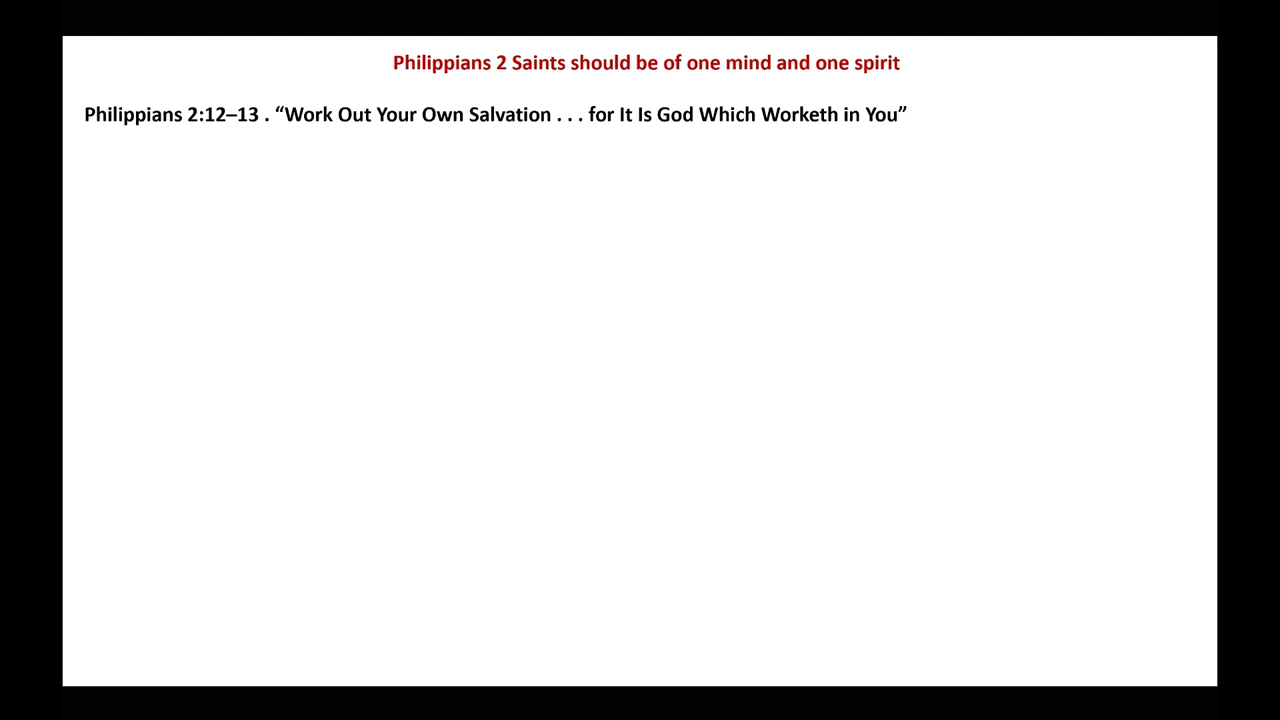 Philippians 2 Saints should be of one mind and one spirit
Philippians 2:12–13 . “Work Out Your Own Salvation . . . for It Is God Which Worketh in You”